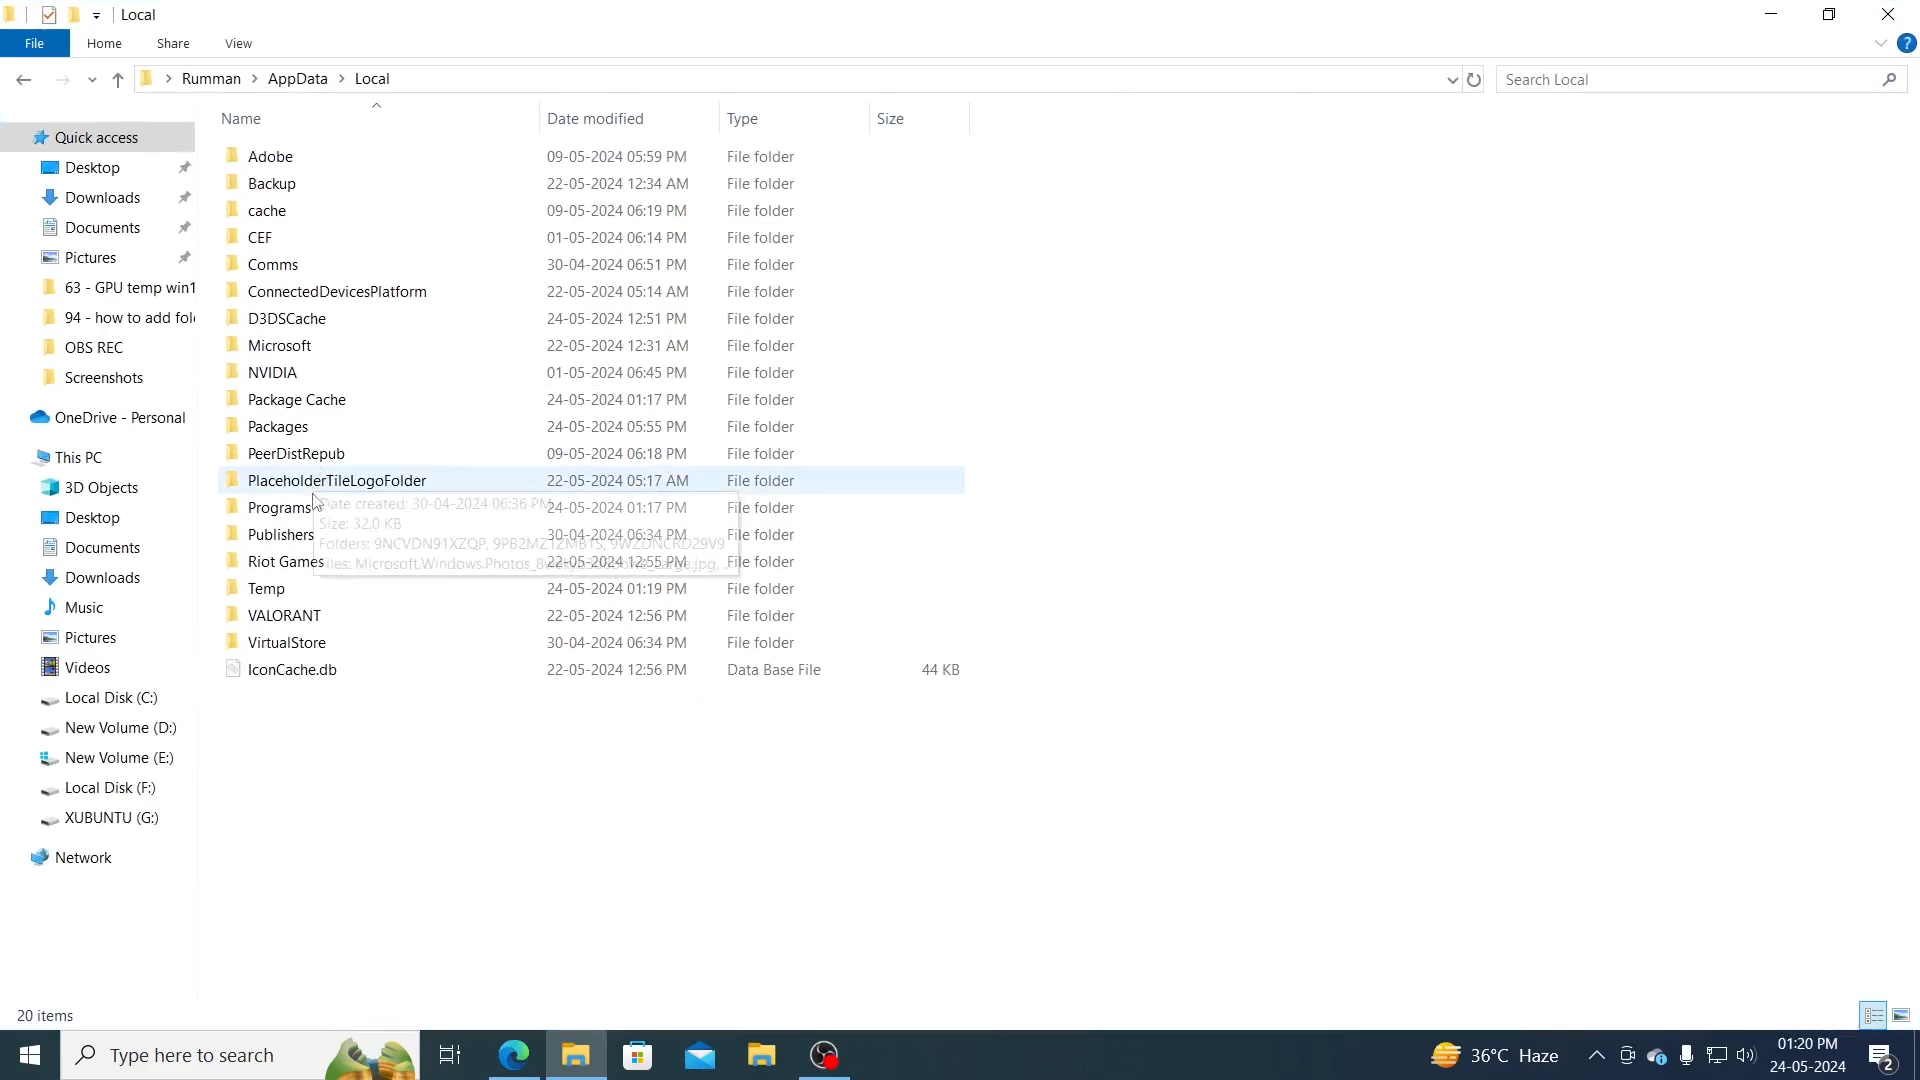 Local
File Home Share View
Rumman AppData Local
Search Local
Name Date modified Type Size
Quick access
Desktop
Downloads
Documents
Pictures
63 - GPU temp win1
94 - how to add fol
OBS REC
Screenshots
OneDrive - Personal
This PC
3D Objects
Desktop
Documents
Downloads
Music
Pictures
Videos
Local Disk (C:)
New Volume (D:)
New Volume (E:)
Local Disk (F:)
XUBUNTU (G:)
Network
Adobe 09-05-2024 05:59 PM File folder
Backup 22-05-2024 12:34 AM File folder
cache 09-05-2024 06:19 PM File folder
CEF 01-05-2024 06:14 PM File folder
Comms 30-04-2024 06:51 PM File folder
ConnectedDevicesPlatform 22-05-2024 05:14 AM File folder
D3DSCache 24-05-2024 12:51 PM File folder
Microsoft 22-05-2024 12:31 AM File folder
NVIDIA 01-05-2024 06:45 PM File folder
Package Cache 24-05-2024 01:17 PM File folder
Packages 24-05-2024 05:55 PM File folder
PeerDistRepub 09-05-2024 06:18 PM File folder
PlaceholderTileLogoFolder 22-05-2024 05:17 AM File folder
Date created: 30-04-2024 06:36 PM
Size: 32.0 KB
Programs 24-05-2024 01:17 PM File folder
Publishers 30-04-2024 06:34 PM File folder
Riot Games 22-05-2024 12:55 PM File folder
Temp 24-05-2024 01:19 PM File folder
VALORANT 22-05-2024 12:56 PM File folder
VirtualStore 30-04-2024 06:34 PM File folder
IconCache.db 22-05-2024 12:56 PM Data Base File 44 KB
20 items
Type here to search
36°C Haze
01:20 PM
24-05-2024
2